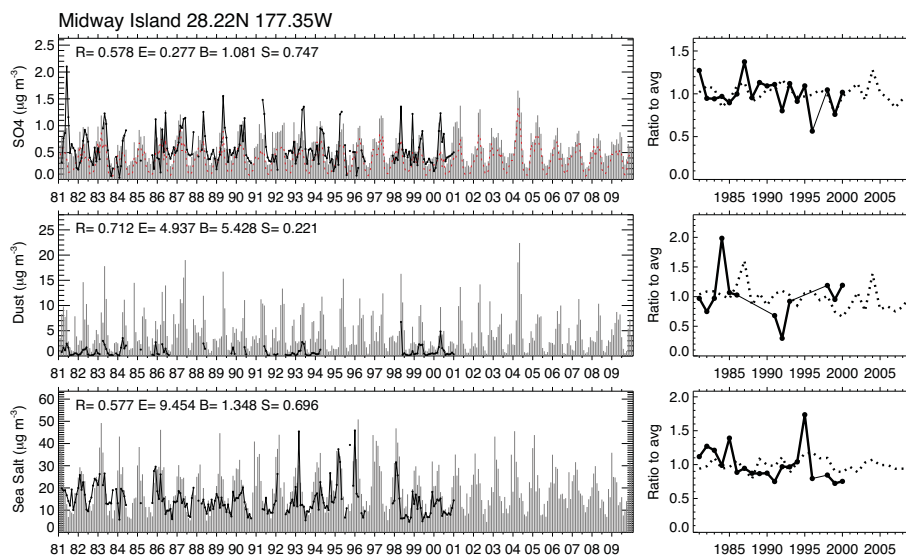 Midway Island 28.22N 177.35W
R= 0.578 E= 0.277 B= 1.081 S= 0.747
SO4 (µg m-3)
2.5
2.0
1.5
1.0
0.5
0.0
81 82 83 84 85 86 87 88 89 90 91 92 93 94 95 96 97 98 99 00 01 02 03 04 05 06 07 08 09
Ratio to avg
1.5
1.0
0.5
0.0
1985 1990 1995 2000 2005
R= 0.712 E= 4.937 B= 5.428 S= 0.221
Dust (µg m-3)
25
20
15
10
5
0
81 82 83 84 85 86 87 88 89 90 91 92 93 94 95 96 97 98 99 00 01 02 03 04 05 06 07 08 09
Ratio to avg
2.0
1.5
1.0
0.5
0.0
1985 1990 1995 2000 2005
R= 0.577 E= 9.454 B= 1.348 S= 0.696
Sea Salt (µg m-3)
60
50
40
30
20
10
0
81 82 83 84 85 86 87 88 89 90 91 92 93 94 95 96 97 98 99 00 01 02 03 04 05 06 07 08 09
Ratio to avg
2.0
1.5
1.0
0.5
0.0
1985 1990 1995 2000 2005